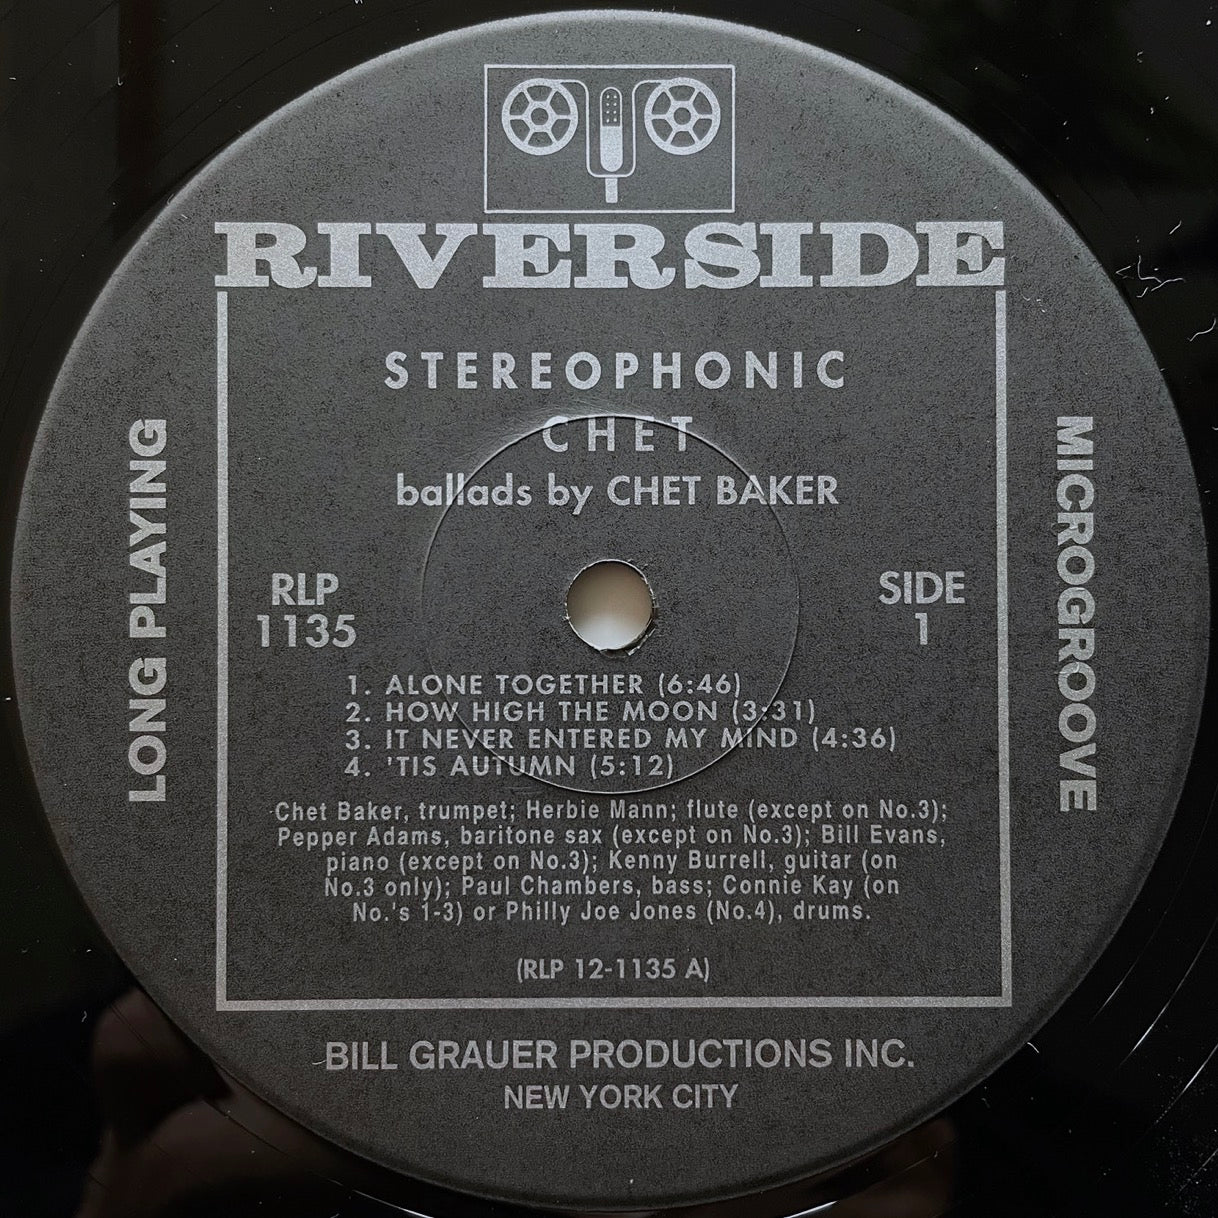 RIVERSIDE
STEREOPHONIC
CHET
ballads by CHET BAKER
LONG PLAYING
MICROGROOVE
RLP
1135
SIDE
1
1. ALONE TOGETHER (6:46)
2. HOW HIGH THE MOON (3:31)
3. IT NEVER ENTERED MY MIND (4:36)
4. 'TIS AUTUMN (5:12)
Chet Baker, trumpet; Herbie Mann; flute (except on No.3);
Pepper Adams, baritone sax (except on No.3); Bill Evans,
piano (except on No.3); Kenny Burrell, guitar (on
No.3 only); Paul Chambers, bass; Connie Kay (on
No.'s 1-3) or Philly Joe Jones (No.4), drums.
(RLP 12-1135 A)
BILL GRAUER PRODUCTIONS INC.
NEW YORK CITY